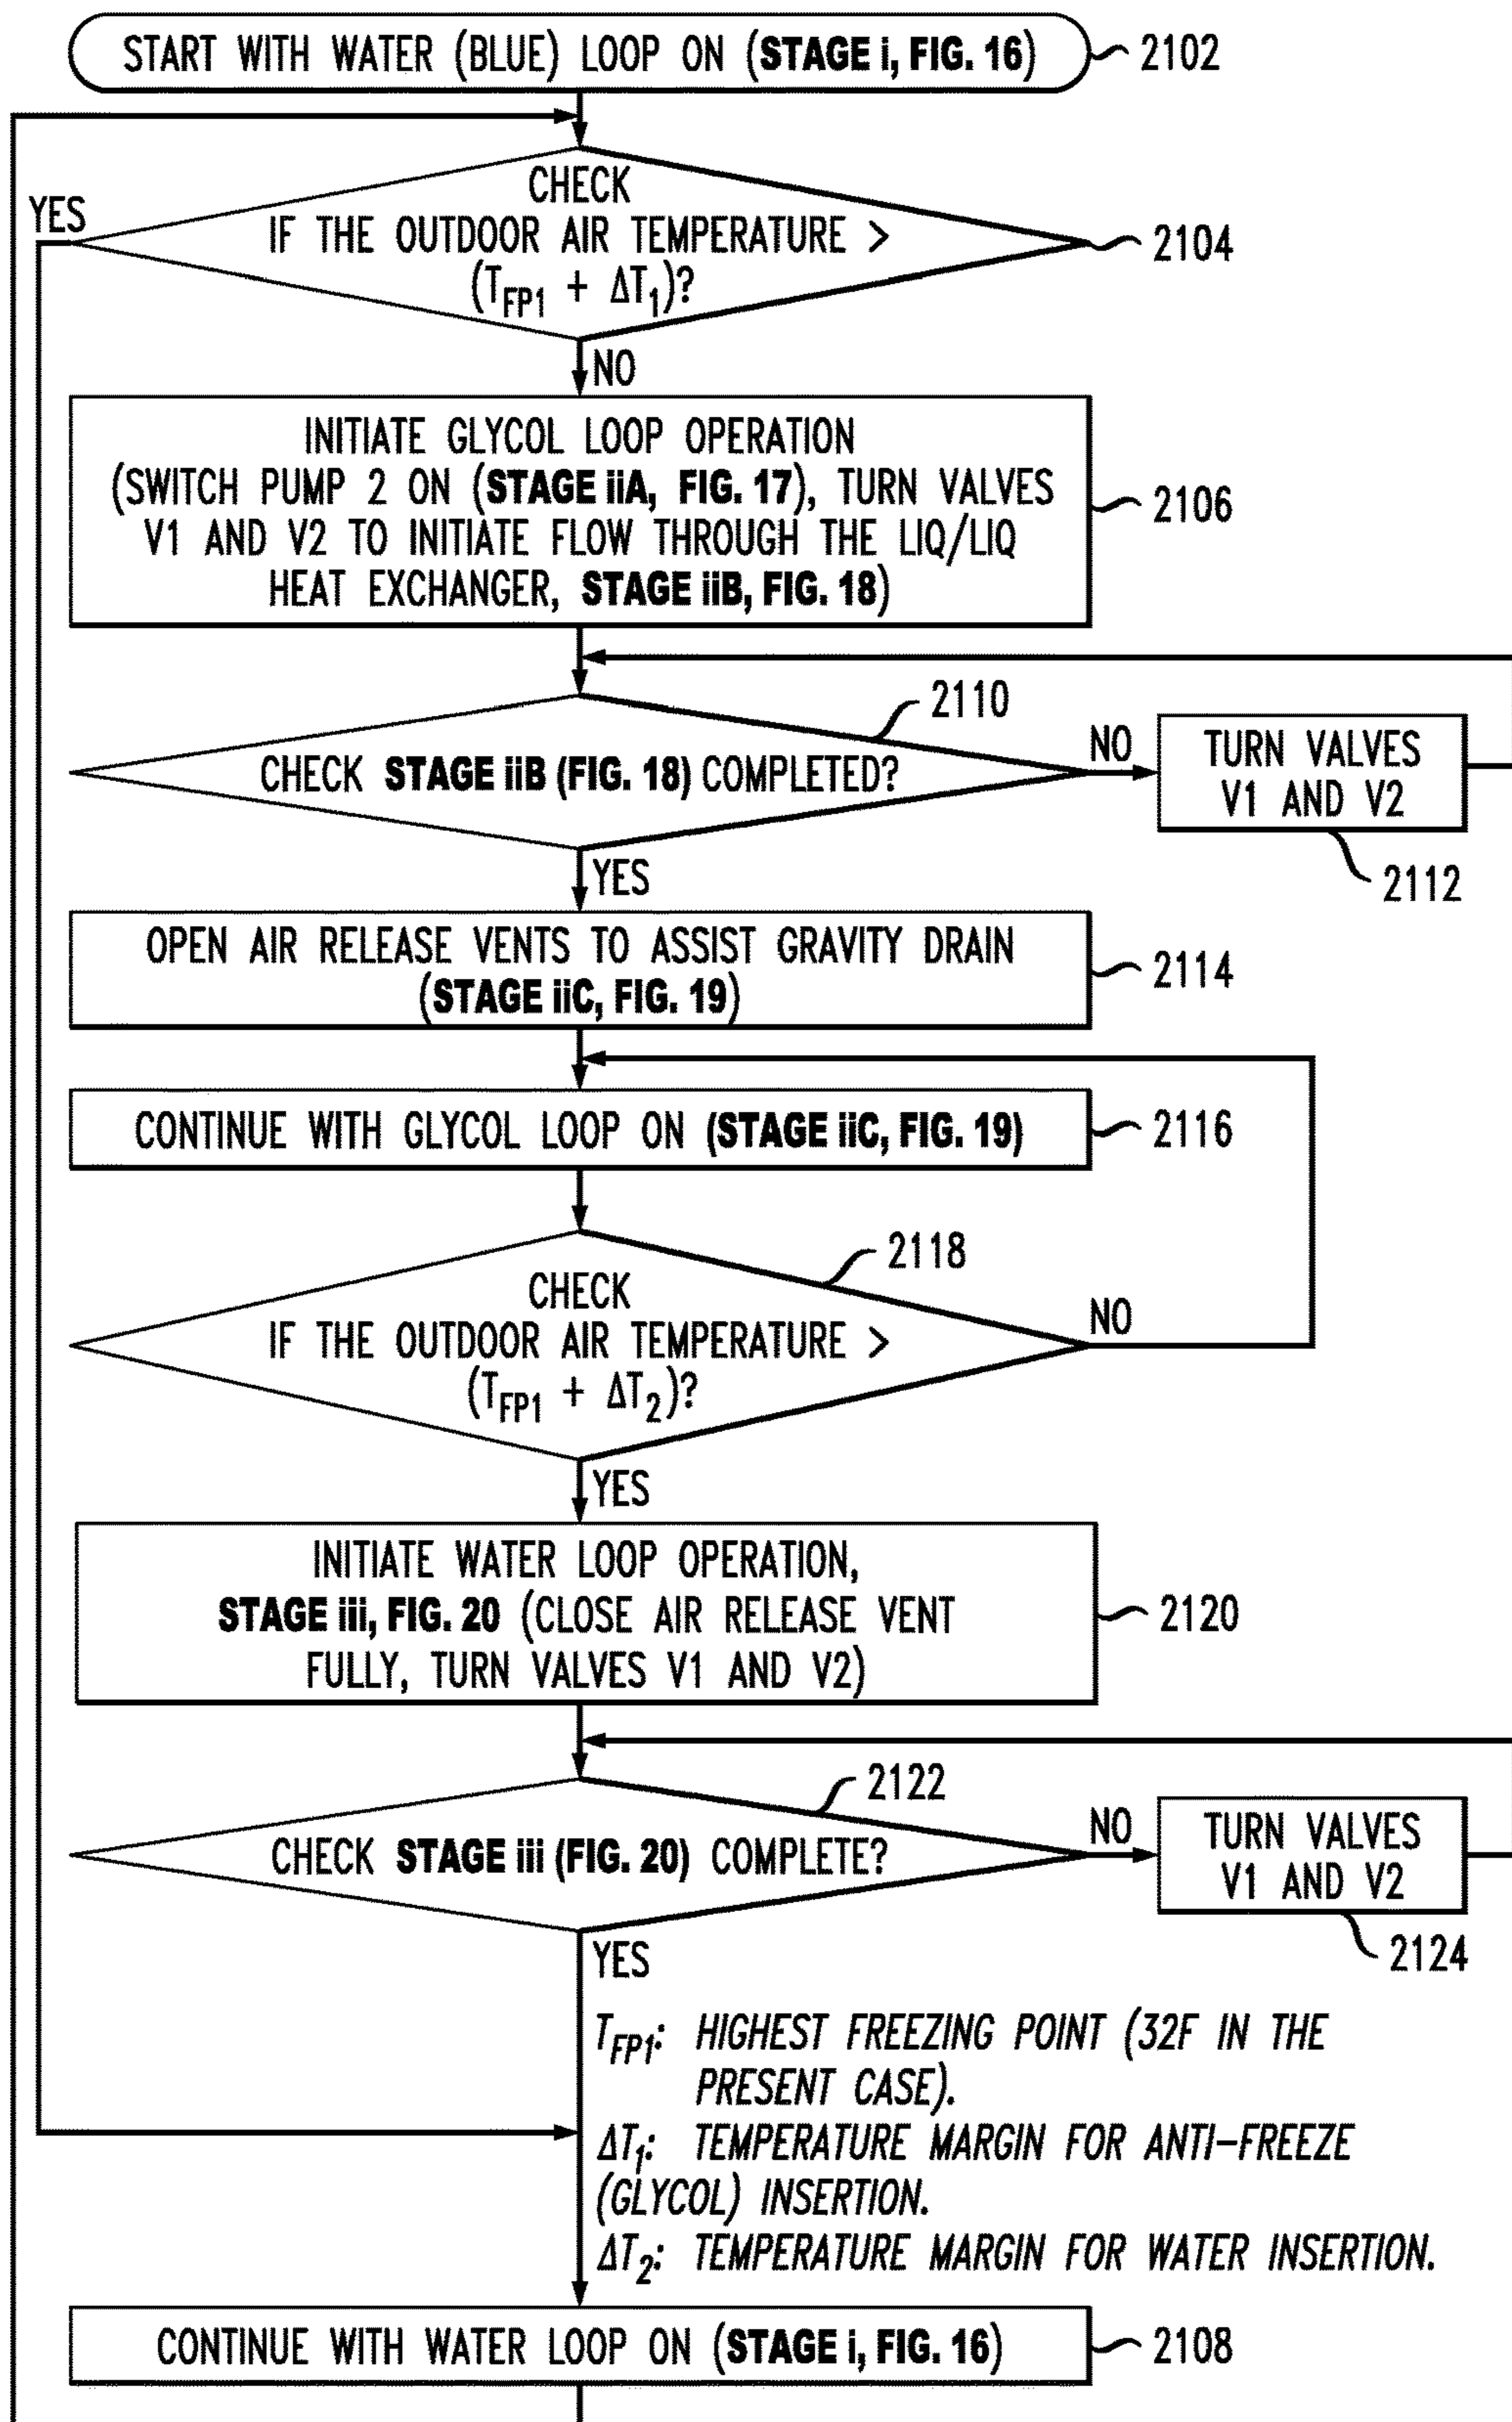 START WITH WATER (BLUE) LOOP ON (STAGE i, FIG. 16)
2102
YES
CHECK
IF THE OUTDOOR AIR TEMPERATURE >
(TFP1 + ΔT1)?
2104
NO
INITIATE GLYCOL LOOP OPERATION
(SWITCH PUMP 2 ON (STAGE iiA, FIG. 17), TURN VALVES
V1 AND V2 TO INITIATE FLOW THROUGH THE LIQ/LIQ
HEAT EXCHANGER, STAGE iiB, FIG. 18)
2106
2110
CHECK STAGE iiB (FIG. 18) COMPLETED?
NO
TURN VALVES
V1 AND V2
2112
YES
OPEN AIR RELEASE VENTS TO ASSIST GRAVITY DRAIN
(STAGE iiC, FIG. 19)
2114
CONTINUE WITH GLYCOL LOOP ON (STAGE iiC, FIG. 19)
2116
2118
CHECK
IF THE OUTDOOR AIR TEMPERATURE >
(TFP1 + ΔT2)?
NO
YES
INITIATE WATER LOOP OPERATION,
STAGE iii, FIG. 20 (CLOSE AIR RELEASE VENT
FULLY, TURN VALVES V1 AND V2)
2120
2122
CHECK STAGE iii (FIG. 20) COMPLETE?
NO
TURN VALVES
V1 AND V2
2124
YES
TFP1: HIGHEST FREEZING POINT (32F IN THE
PRESENT CASE).
ΔT1: TEMPERATURE MARGIN FOR ANTI-FREEZE
(GLYCOL) INSERTION.
ΔT2: TEMPERATURE MARGIN FOR WATER INSERTION.
CONTINUE WITH WATER LOOP ON (STAGE i, FIG. 16)
2108